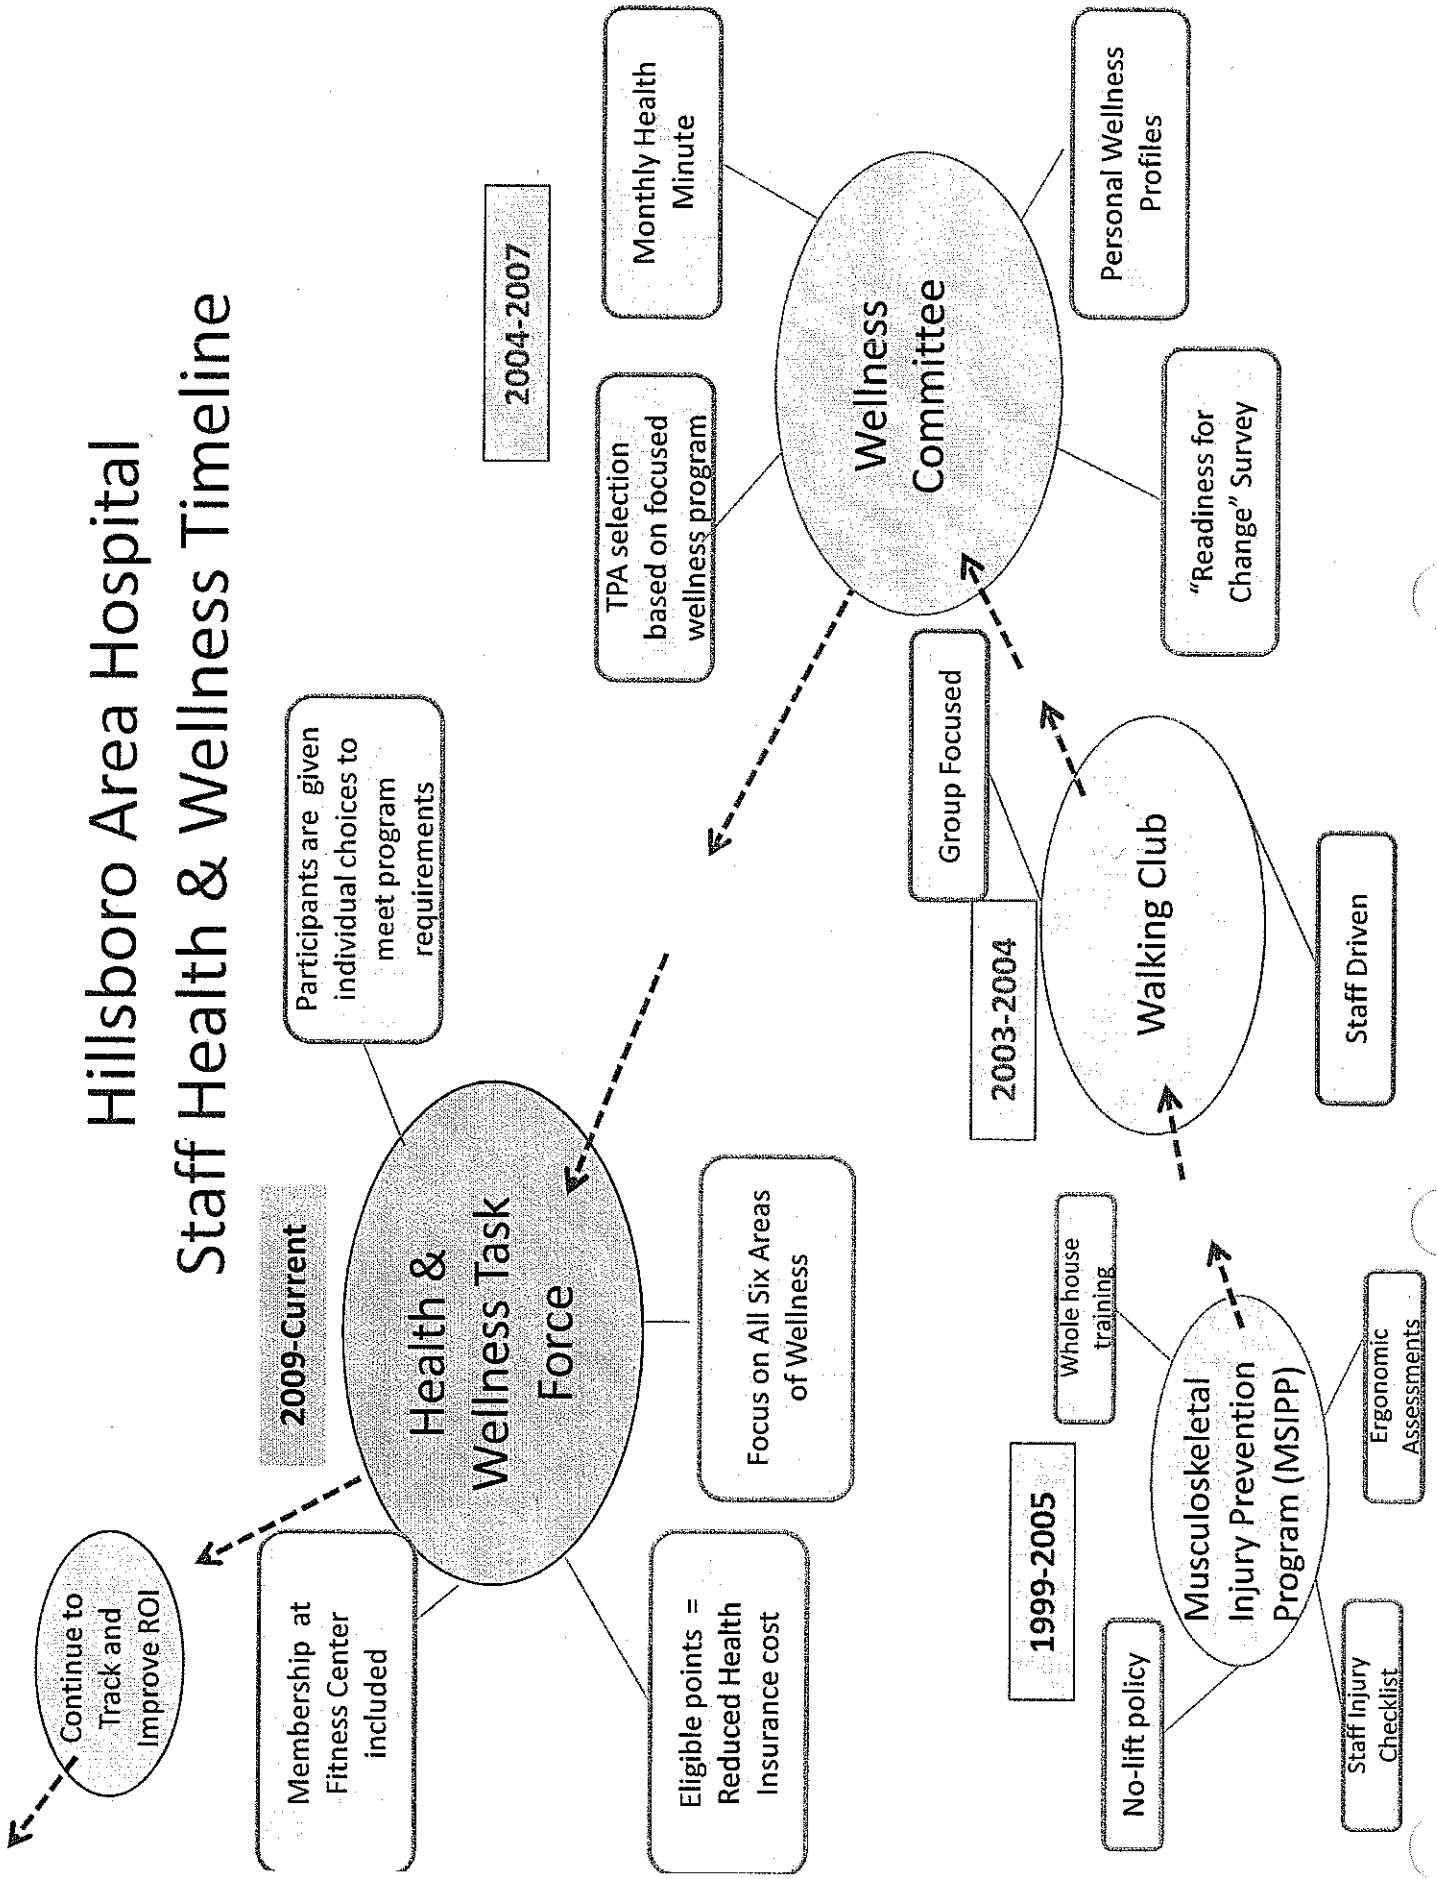 Hillsboro Area Hospital
Staff Health & Wellness Timeline
Continue to
Track and
Improve ROI
2009-Current
Membership at
Fitness Center
included
Participants are given
individual choices to
meet program
requirements
Health &
Wellness Task
Force
Eligible points =
Reduced Health
Insurance cost
Focus on All Six Areas
of Wellness
2004-2007
TPA selection
based on focused
wellness program
Monthly Health
Minute
Wellness
Committee
"Readiness for
Change" Survey
Personal Wellness
Profiles
2003-2004
Group Focused
Walking Club
Staff Driven
1999-2005
No-lift policy
Whole house
training
Musculoskeletal
Injury Prevention
Program (MSIPP)
Staff Injury
Checklist
Ergonomic
Assessments